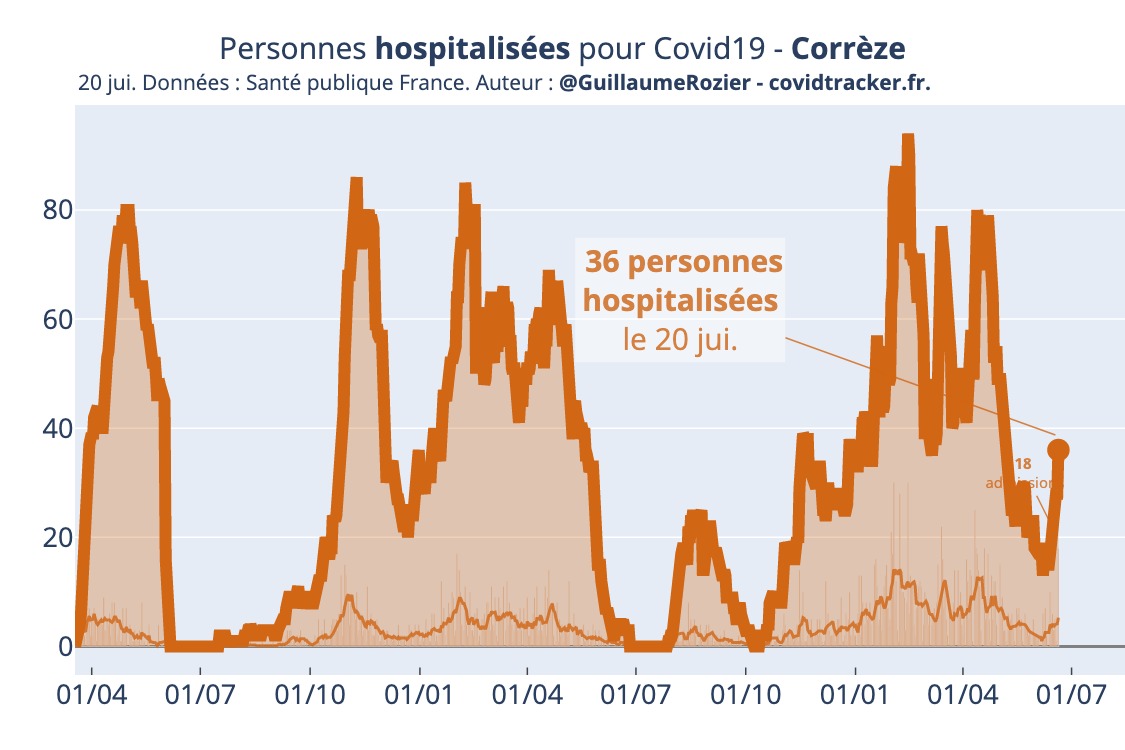 Personnes hospitalisées pour Covid19 - Corrèze
20 jui. Données : Santé publique France. Auteur : @GuillaumeRozier - covidtracker.fr.
80
60
40
20
0
36 personnes
hospitalisées
le 20 jui.
18
01/04 01/07 01/10 01/01 01/04 01/07 01/10 01/01 01/04 01/07